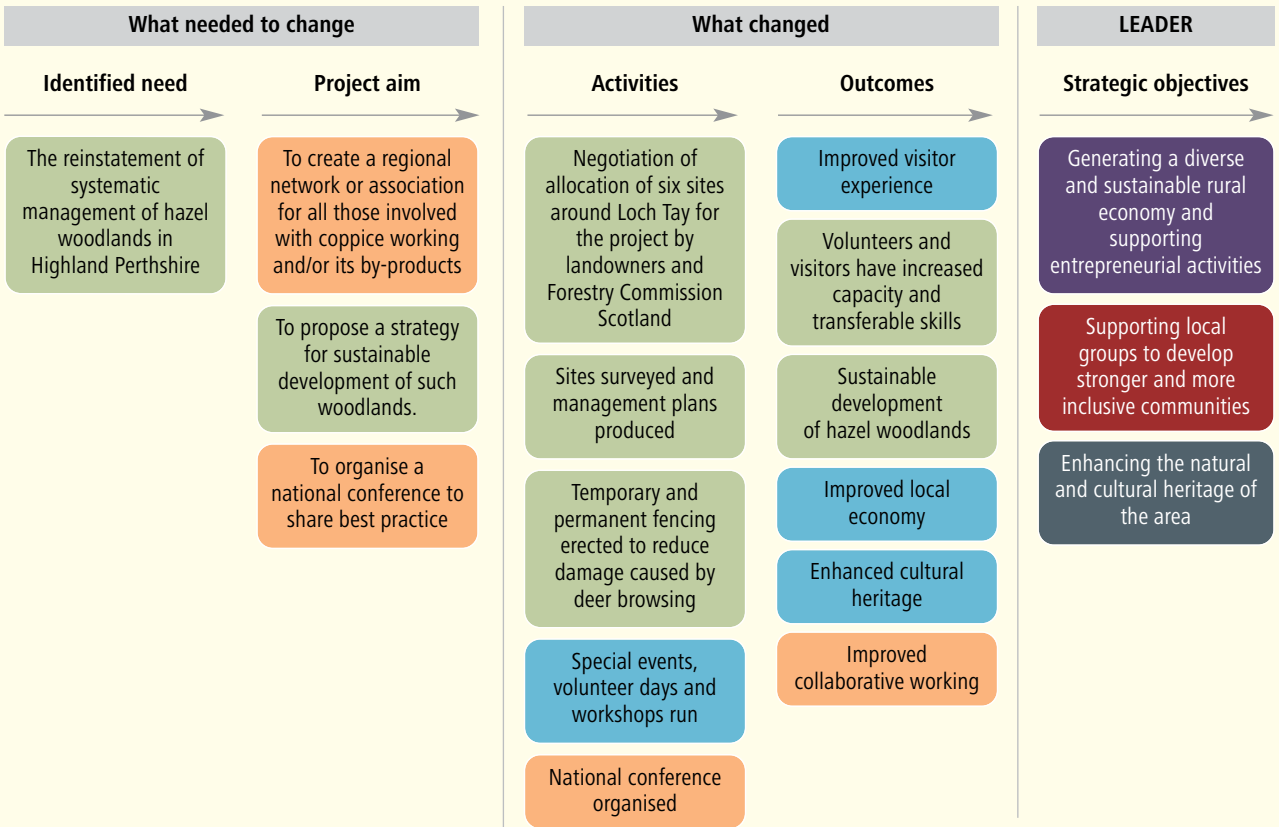 What needed to change
What changed
LEADER
Identified need
Project aim
Activities
Outcomes
Strategic objectives
The reinstatement of
systematic
management of hazel
woodlands in
Highland Perthshire
To create a regional
network or association
for all those involved
with coppice working
and/or its by-products
To propose a strategy
for sustainable
development of such
woodlands.
To organise a
national conference to
share best practice
Negotiation of
allocation of six sites
around Loch Tay for
the project by
landowners and
Forestry Commission
Scotland
Sites surveyed and
management plans
produced
Temporary and
permanent fencing
erected to reduce
damage caused by
deer browsing
Special events,
volunteer days and
workshops run
National conference
organised
Improved visitor
experience
Volunteers and
visitors have increased
capacity and
transferable skills
Sustainable
development
of hazel woodlands
Improved local
economy
Enhanced cultural
heritage
Improved
collaborative working
Generating a diverse
and sustainable rural
economy and
supporting
entrepreneurial activities
Supporting local
groups to develop
stronger and more
inclusive communities
Enhancing the natural
and cultural heritage of
the area